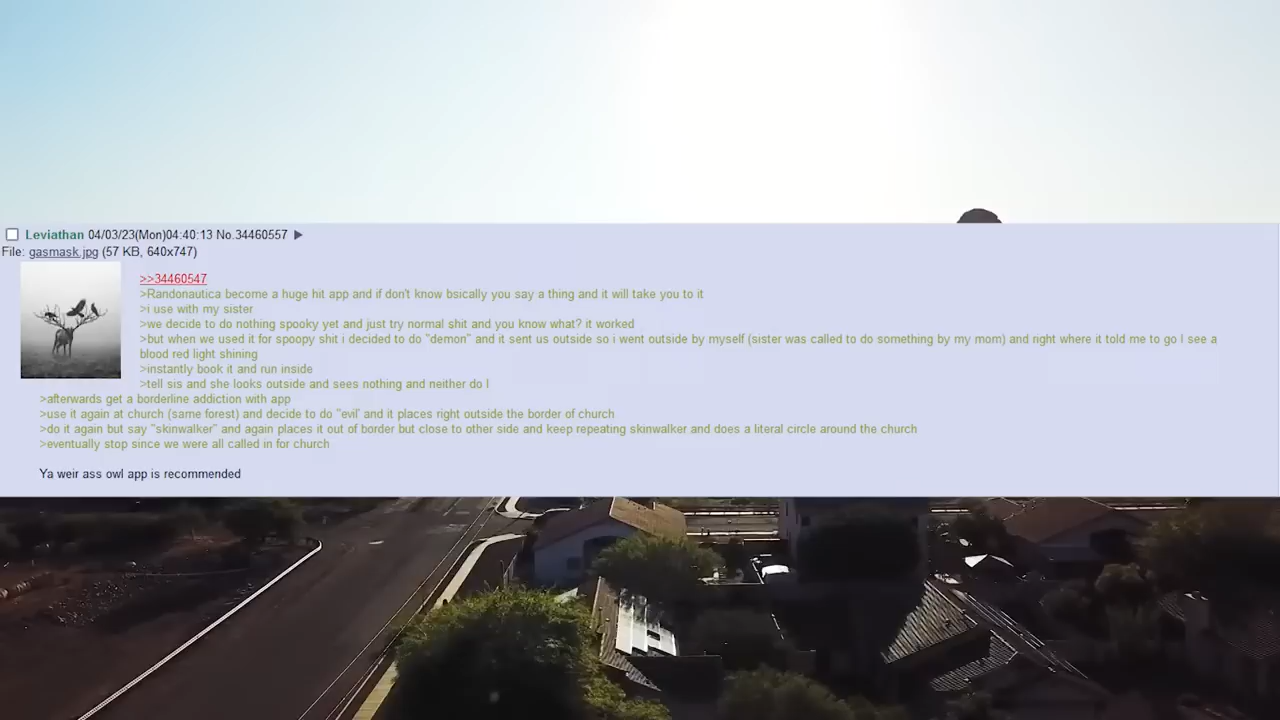 Leviathan 04/03/23(Mon)04:40:13 No.34460557 ▶
File: gasmask.jpg (57 KB, 640x747)
>>34460547
>Randonautica become a huge hit app and if don't know bsically you say a thing and it will take you to it
>i use with my sister
>we decide to do nothing spooky yet and just try normal shit and you know what? it worked
>but when we used it for spoopy shit i decided to do "demon" and it sent us outside so i went outside by myself (sister was called to do something by my mom) and right where it told me to go I see a
blood red light shining
>instantly book it and run inside
>tell sis and she looks outside and sees nothing and neither do I
>afterwards get a borderline addiction with app
>use it again at church (same forest) and decide to do "evil' and it places right outside the border of church
>do it again but say "skinwalker" and again places it out of border but close to other side and keep repeating skinwalker and does a literal circle around the church
>eventually stop since we were all called in for church
Ya weir ass owl app is recommended